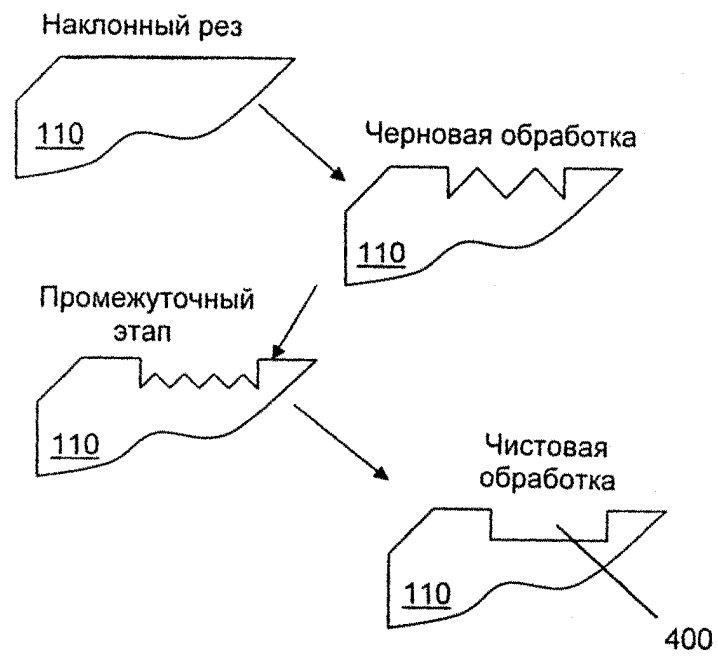 Наклонный рез
110
Черновая обработка
110
Промежуточный
этап
110
Чистовая
обработка
110
400